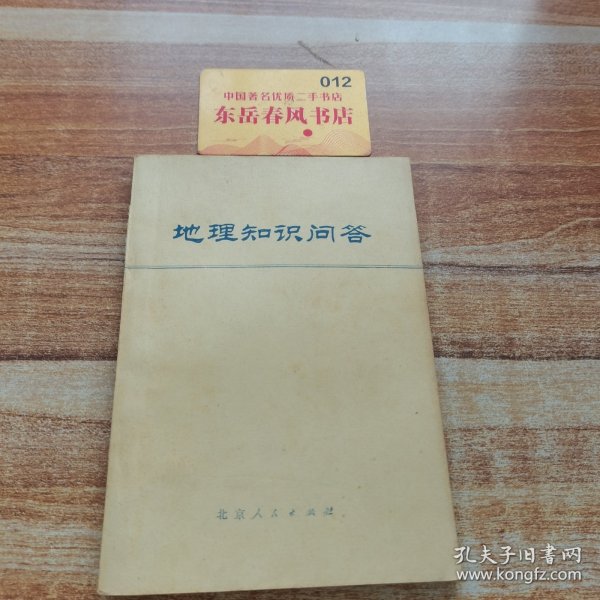 012
中国著名优质二手书店
东岳春风书店
地理知识问答
北京人民出版社
孔夫子旧书网
www.kongfz.com